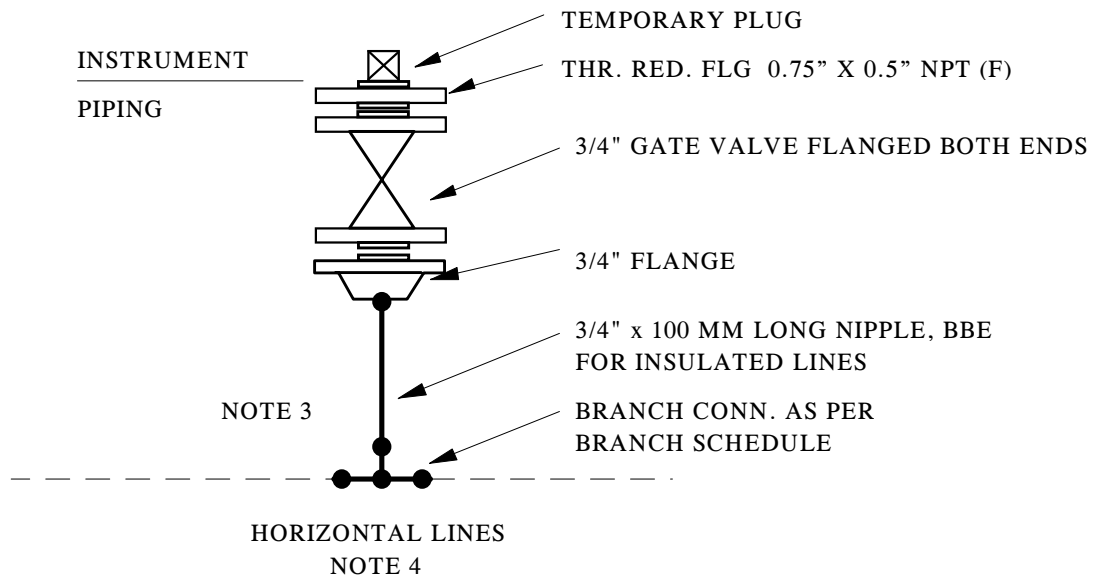 TEMPORARY PLUG
INSTRUMENT
THR. RED. FLG 0.75” X 0.5” NPT (F)
PIPING
3/4" GATE VALVE FLANGED BOTH ENDS
3/4" FLANGE
3/4" x 100 MM LONG NIPPLE, BBE
FOR INSULATED LINES
NOTE 3
BRANCH CONN. AS PER
BRANCH SCHEDULE
HORIZONTAL LINES
NOTE 4